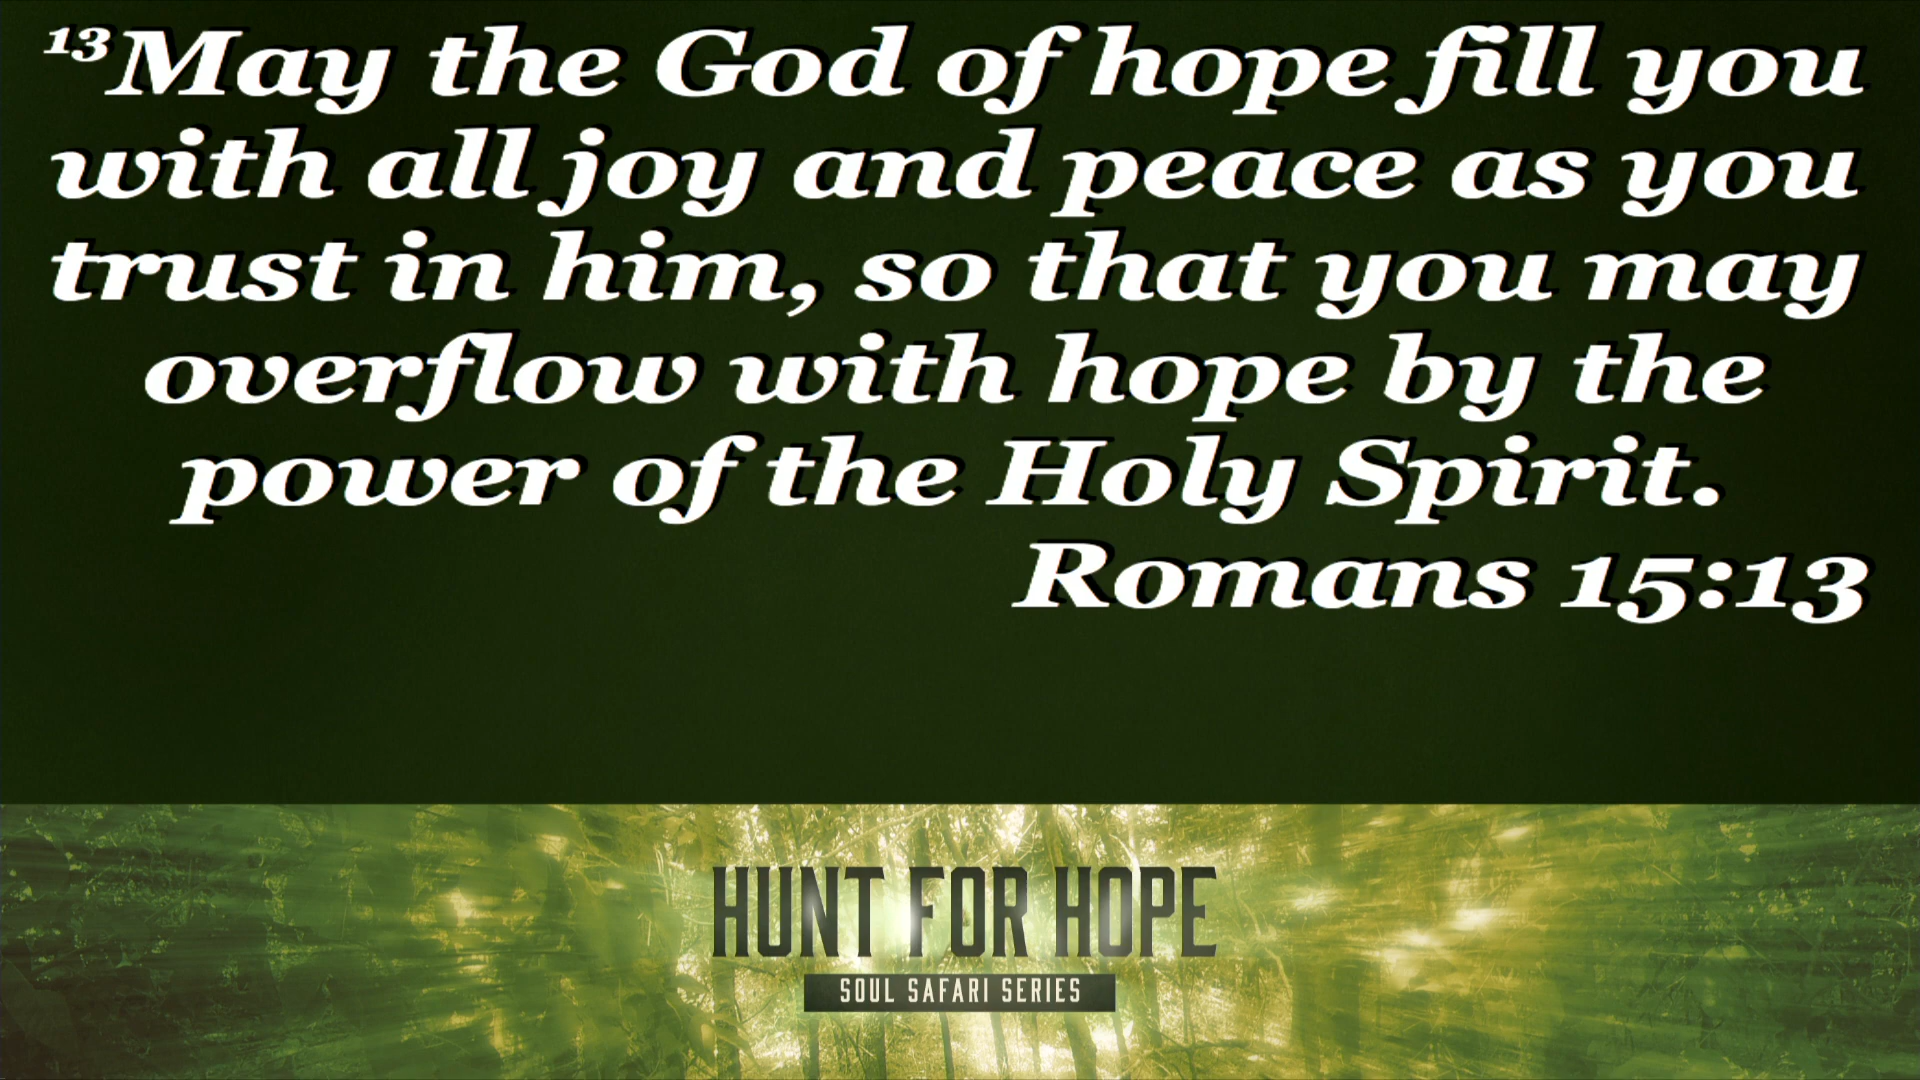 ¹³May the God of hope fill you
with all joy and peace as you
trust in him, so that you may
overflow with hope by the
power of the Holy Spirit.
Romans 15:13
HUNT FOR HOPE
SOUL SAFARI SERIES